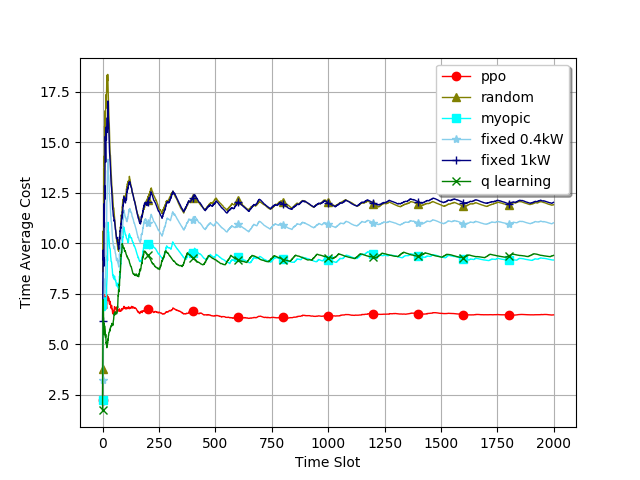 ppo
random
myopic
fixed 0.4kW
fixed 1kW
q learning
17.5
15.0
12.5
10.0
7.5
5.0
2.5
Time Average Cost
0 250 500 750 1000 1250 1500 1750 2000
Time Slot